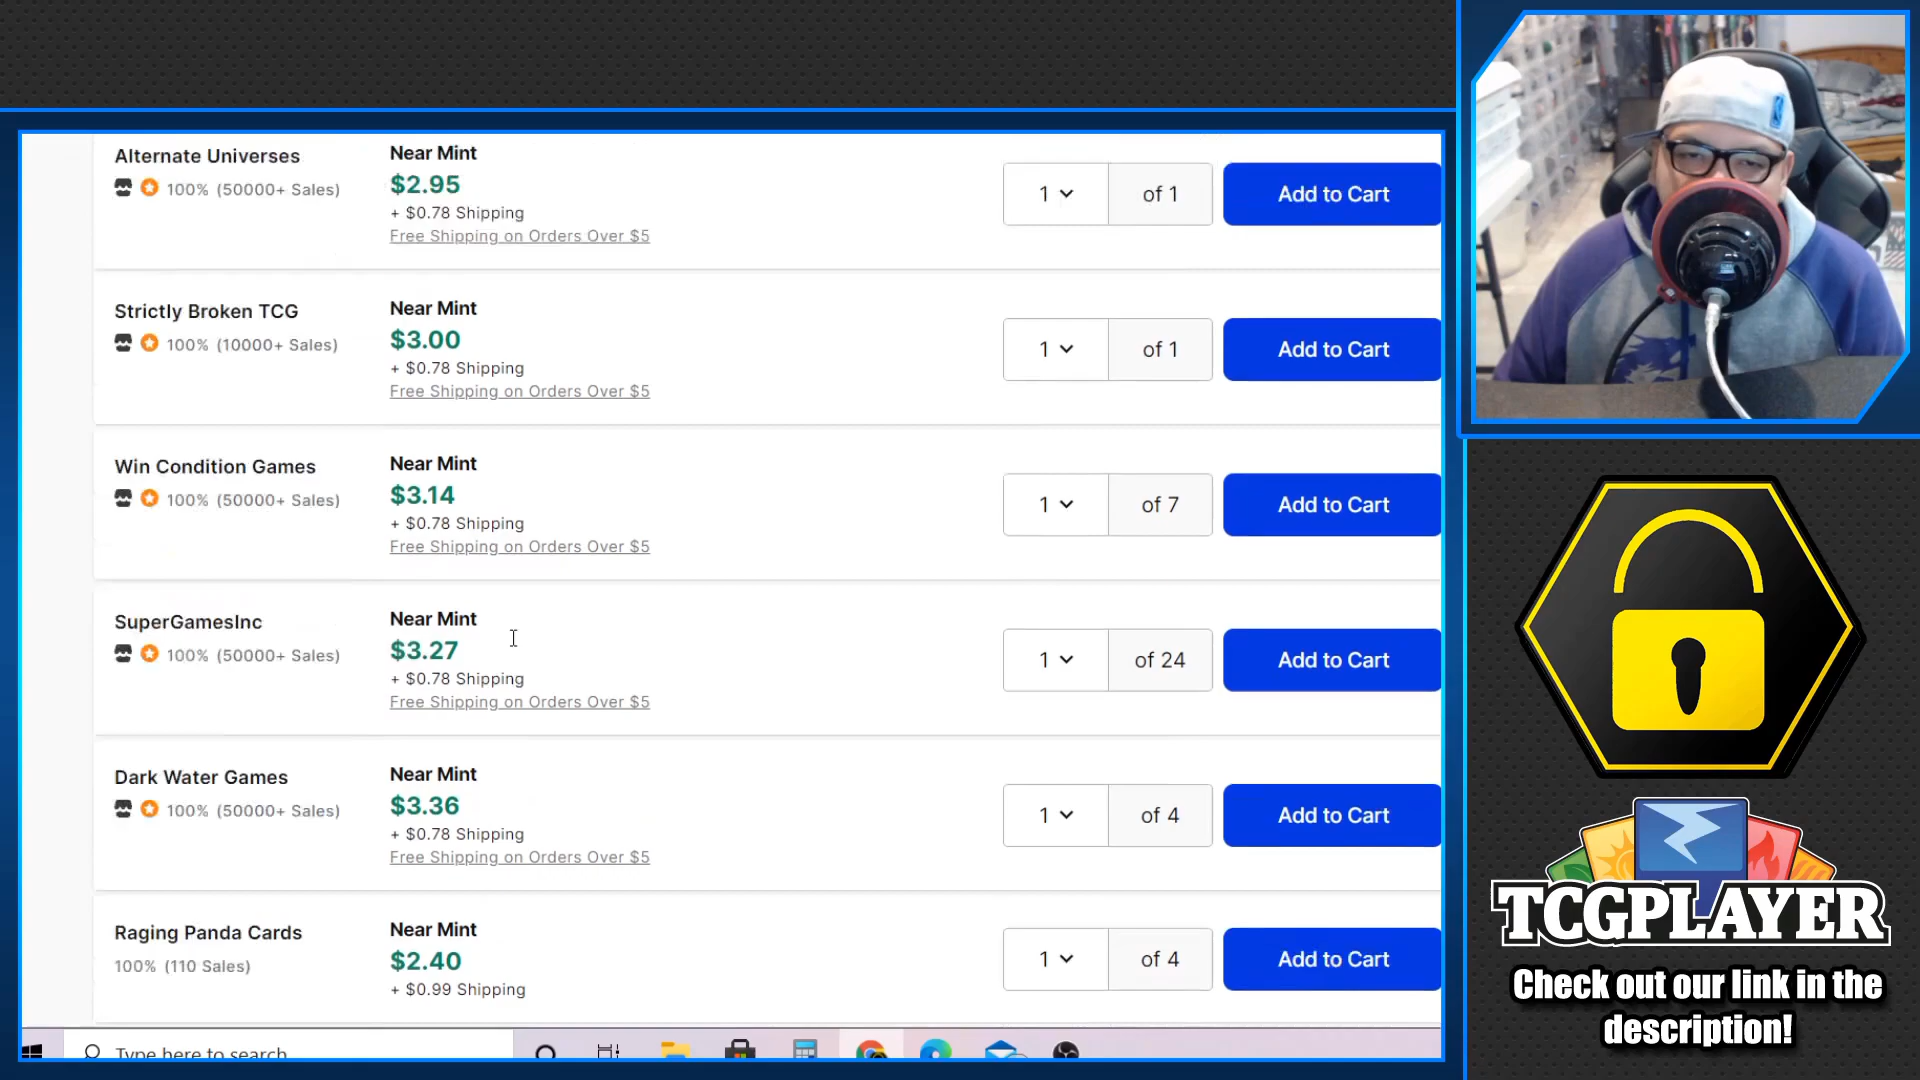 Alternate Universes
100% (50000+ Sales)
Near Mint
$2.95
+ $0.78 Shipping
Free Shipping on Orders Over $5
1
of 1
Add to Cart
Strictly Broken TCG
100% (10000+ Sales)
Near Mint
$3.00
+ $0.78 Shipping
Free Shipping on Orders Over $5
1
of 1
Add to Cart
Win Condition Games
100% (50000+ Sales)
Near Mint
$3.14
+ $0.78 Shipping
Free Shipping on Orders Over $5
1
of 7
Add to Cart
SuperGamesInc
100% (50000+ Sales)
Near Mint
$3.27
+ $0.78 Shipping
Free Shipping on Orders Over $5
1
of 24
Add to Cart
Dark Water Games
100% (50000+ Sales)
Near Mint
$3.36
+ $0.78 Shipping
Free Shipping on Orders Over $5
1
of 4
Add to Cart
Raging Panda Cards
100% (110 Sales)
Near Mint
$2.40
+ $0.99 Shipping
1
of 4
Add to Cart
Type here to search
TCGPLAYER
Check out our link in the
description!